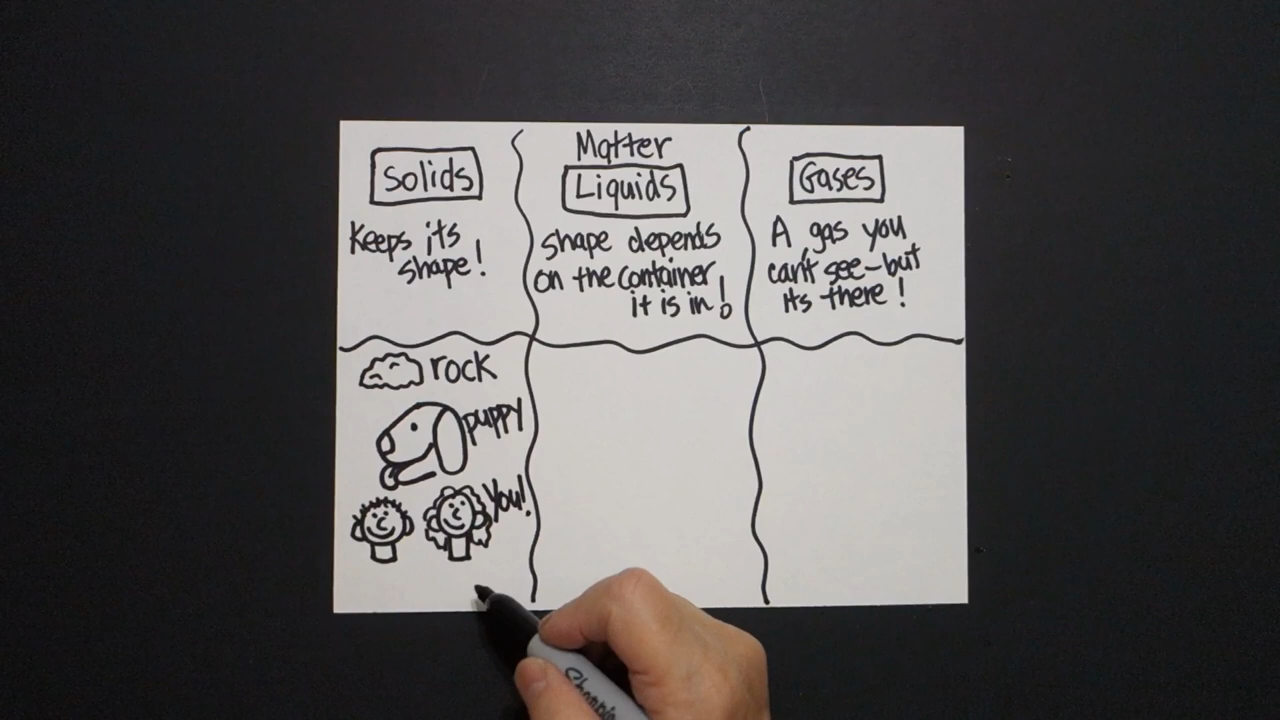 Matter
Solids
Keeps its
shape!
Liquids
shape depends
on the container
it is in!
Gases
A gas you
can't see-but
its there!
rock
puppy
You!